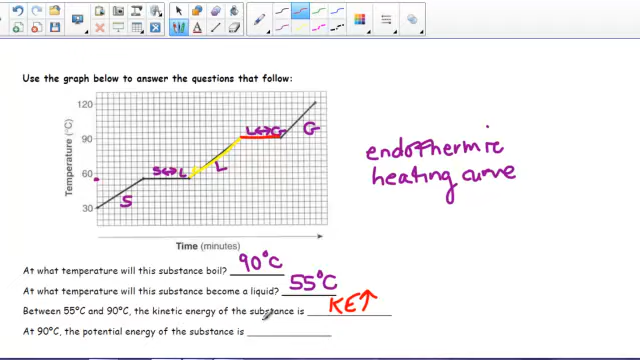 Use the graph below to answer the questions that follow:
120
90
60
30
Temperature (°C)
S
S↔L
L
L↔G
G
Time (minutes)
endothermic
heating curve
At what temperature will this substance boil? 90°C
At what temperature will this substance become a liquid? 55°C
Between 55°C and 90°C, the kinetic energy of the substance is KE↑
At 90°C, the potential energy of the substance is